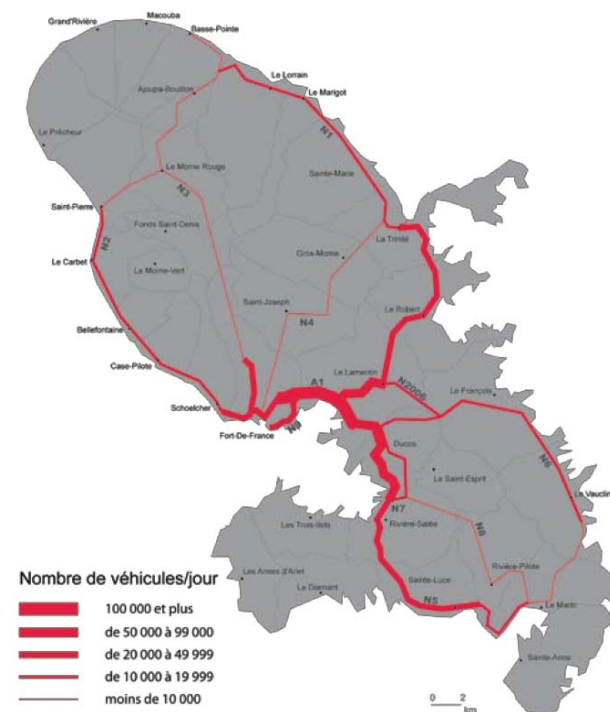 Macouba
Grand'Rivière
Basse-Pointe
Le Lorrain
Ajoupa-Bouillon
Le Marigot
N1
Le Prêcheur
Le Morne Rouge
Sainte-Marie
N3
Saint-Pierre
Fonds Saint-Denis
La Trinité
N2
Gros-Morne
Le Carbet
Le Morne-Vert
Saint-Joseph
Le Robert
N4
Bellefontaine
Case-Pilote
A1
Le Lamentin
N2006
Le François
Schoelcher
N9
Fort-De-France
Ducos
N6
Le Saint-Esprit
Le Vauclin
N7
Les Trois-Ilets
Rivière-Salée
N8
Rivière-Pilote
Les Anses d'Arlet
Sainte-Luce
Le Diamant
N5
Le Marin
Sainte-Anne
Nombre de véhicules/jour
100 000 et plus
de 50 000 à 99 000
de 20 000 à 49 999
de 10 000 à 19 999
moins de 10 000
0 2
km